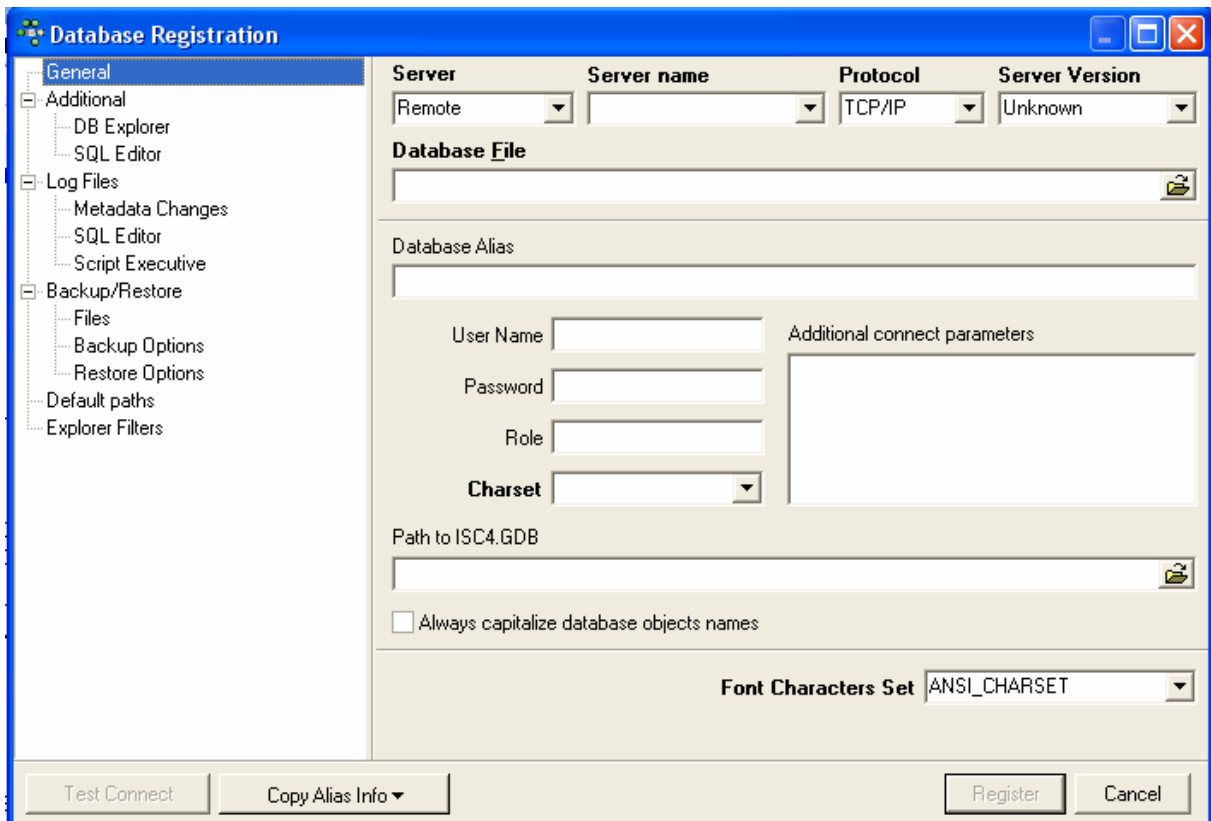 Database Registration
General
Additional
DB Explorer
SQL Editor
Log Files
Metadata Changes
SQL Editor
Script Executive
Backup/Restore
Files
Backup Options
Restore Options
Default paths
Explorer Filters
Server Server name Protocol Server Version
Remote TCP/IP Unknown
Database File
Database Alias
User Name Additional connect parameters
Password
Role
Charset
Path to ISC4.GDB
Always capitalize database objects names
Font Characters Set ANSI_CHARSET
Test Connect Copy Alias Info Register Cancel